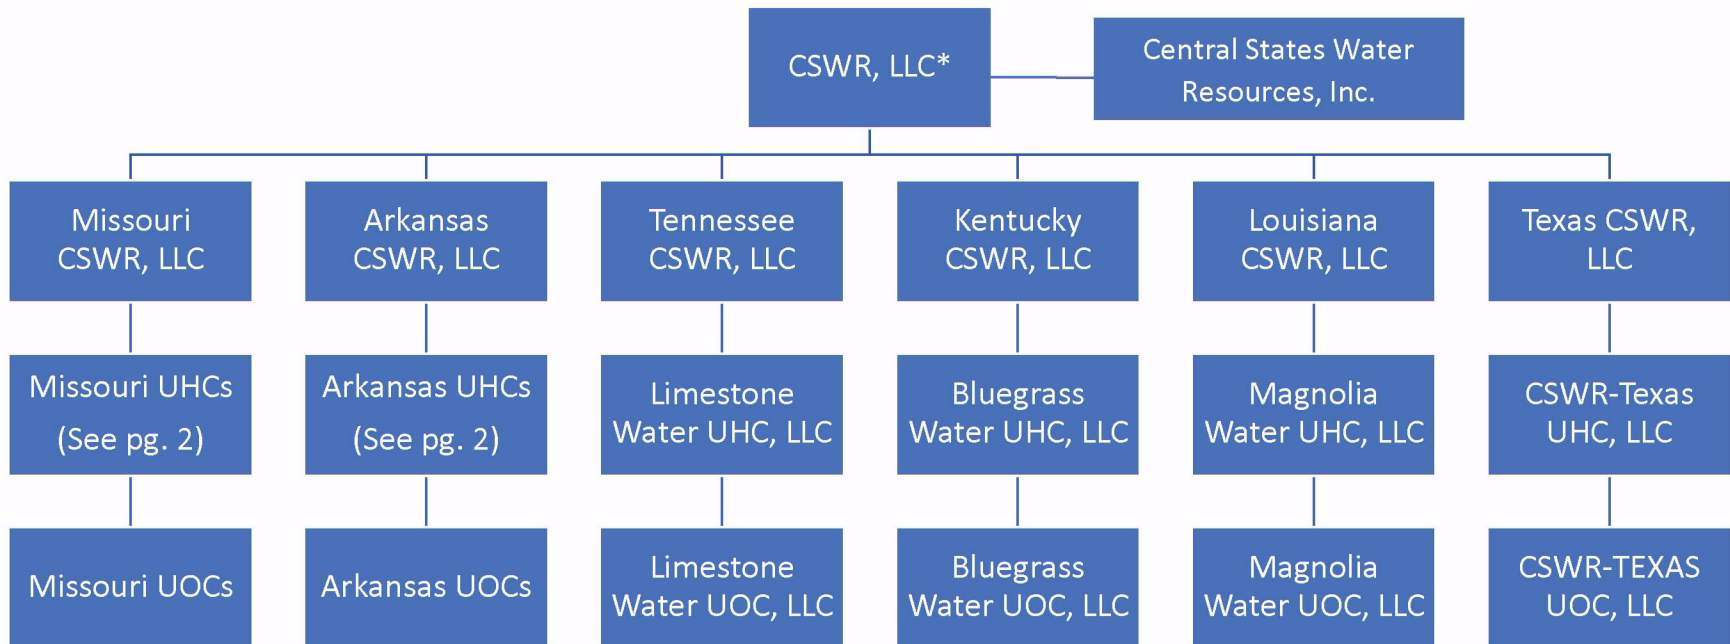 CSWR, LLC*
Central States Water
Resources, Inc.
Missouri
CSWR, LLC
Arkansas
CSWR, LLC
Tennessee
CSWR, LLC
Kentucky
CSWR, LLC
Louisiana
CSWR, LLC
Texas CSWR,
LLC
Missouri UHCs
(See pg. 2)
Arkansas UHCs
(See pg. 2)
Limestone
Water UHC, LLC
Bluegrass
Water UHC, LLC
Magnolia
Water UHC, LLC
CSWR-Texas
UHC, LLC
Missouri UOCs
Arkansas UOCs
Limestone
Water UOC, LLC
Bluegrass
Water UOC, LLC
Magnolia
Water UOC, LLC
CSWR-TEXAS
UOC, LLC